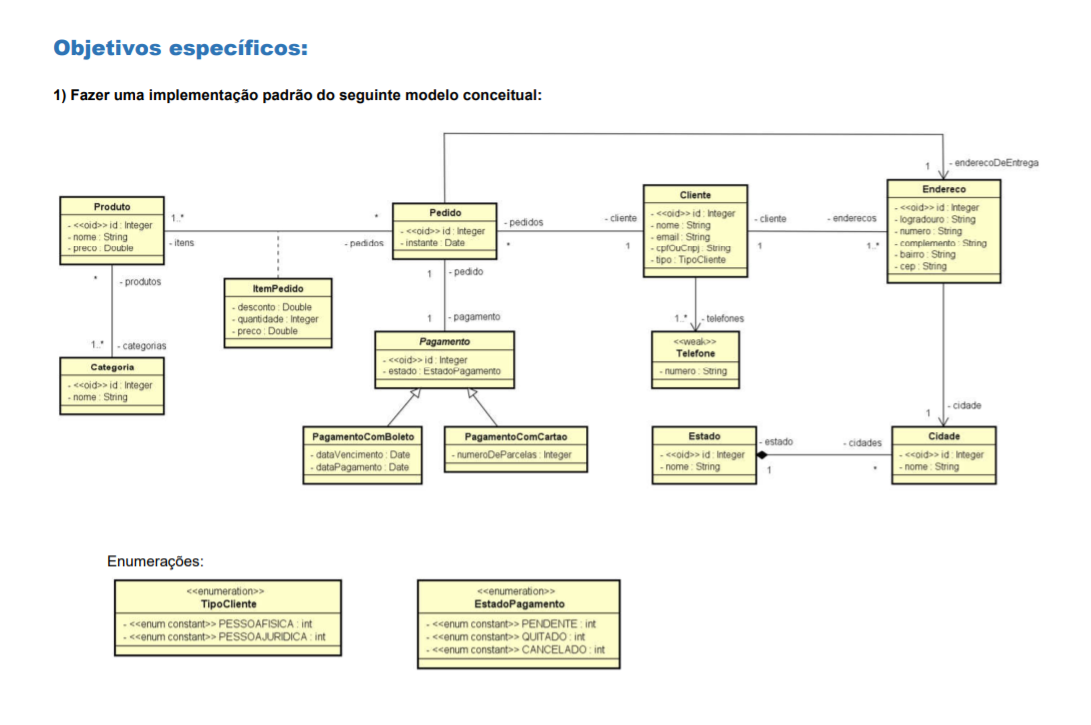 Objetivos específicos:
1) Fazer uma implementação padrão do seguinte modelo conceitual:
1
- enderecoDeEntrega
Produto
- <<oid>> id : Integer
- nome : String
- preco : Double
1..*
- itens
*
- pedidos
Pedido
- <<oid>> id : Integer
- instante : Date
- pedidos
*
- cliente
1
Cliente
- <<oid>> id : Integer
- nome : String
- email : String
- cpfOuCnpj : String
- tipo : TipoCliente
- cliente
1
- enderecos
1..*
Endereco
- <<oid>> id : Integer
- logradouro : String
- numero : String
- complemento : String
- bairro : String
- cep : String
*
- produtos
ItemPedido
- desconto : Double
- quantidade : Integer
- preco : Double
1
- pedido
1
- pagamento
1..*
- telefones
1..*
- categorias
Categoria
- <<oid>> id : Integer
- nome : String
Pagamento
- <<oid>> id : Integer
- estado : EstadoPagamento
<<weak>>
Telefone
- numero : String
1
- cidade
PagamentoComBoleto
- dataVencimento : Date
- dataPagamento : Date
PagamentoComCartao
- numeroDeParcelas : Integer
Estado
- <<oid>> id : Integer
- nome : String
- estado
1
- cidades
*
Cidade
- <<oid>> id : Integer
- nome : String
Enumerações:
<<enumeration>>
TipoCliente
- <<enum constant>> PESSOAFISICA : int
- <<enum constant>> PESSOAJURIDICA : int
<<enumeration>>
EstadoPagamento
- <<enum constant>> PENDENTE : int
- <<enum constant>> QUITADO : int
- <<enum constant>> CANCELADO : int